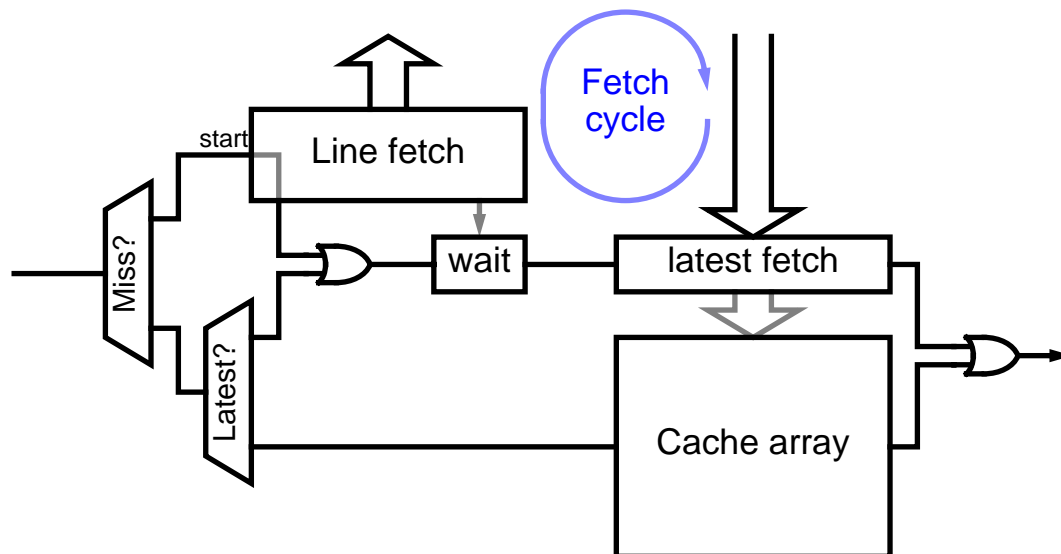 Fetch
cycle
start
Line fetch
Miss?
wait
latest fetch
Latest?
Cache array